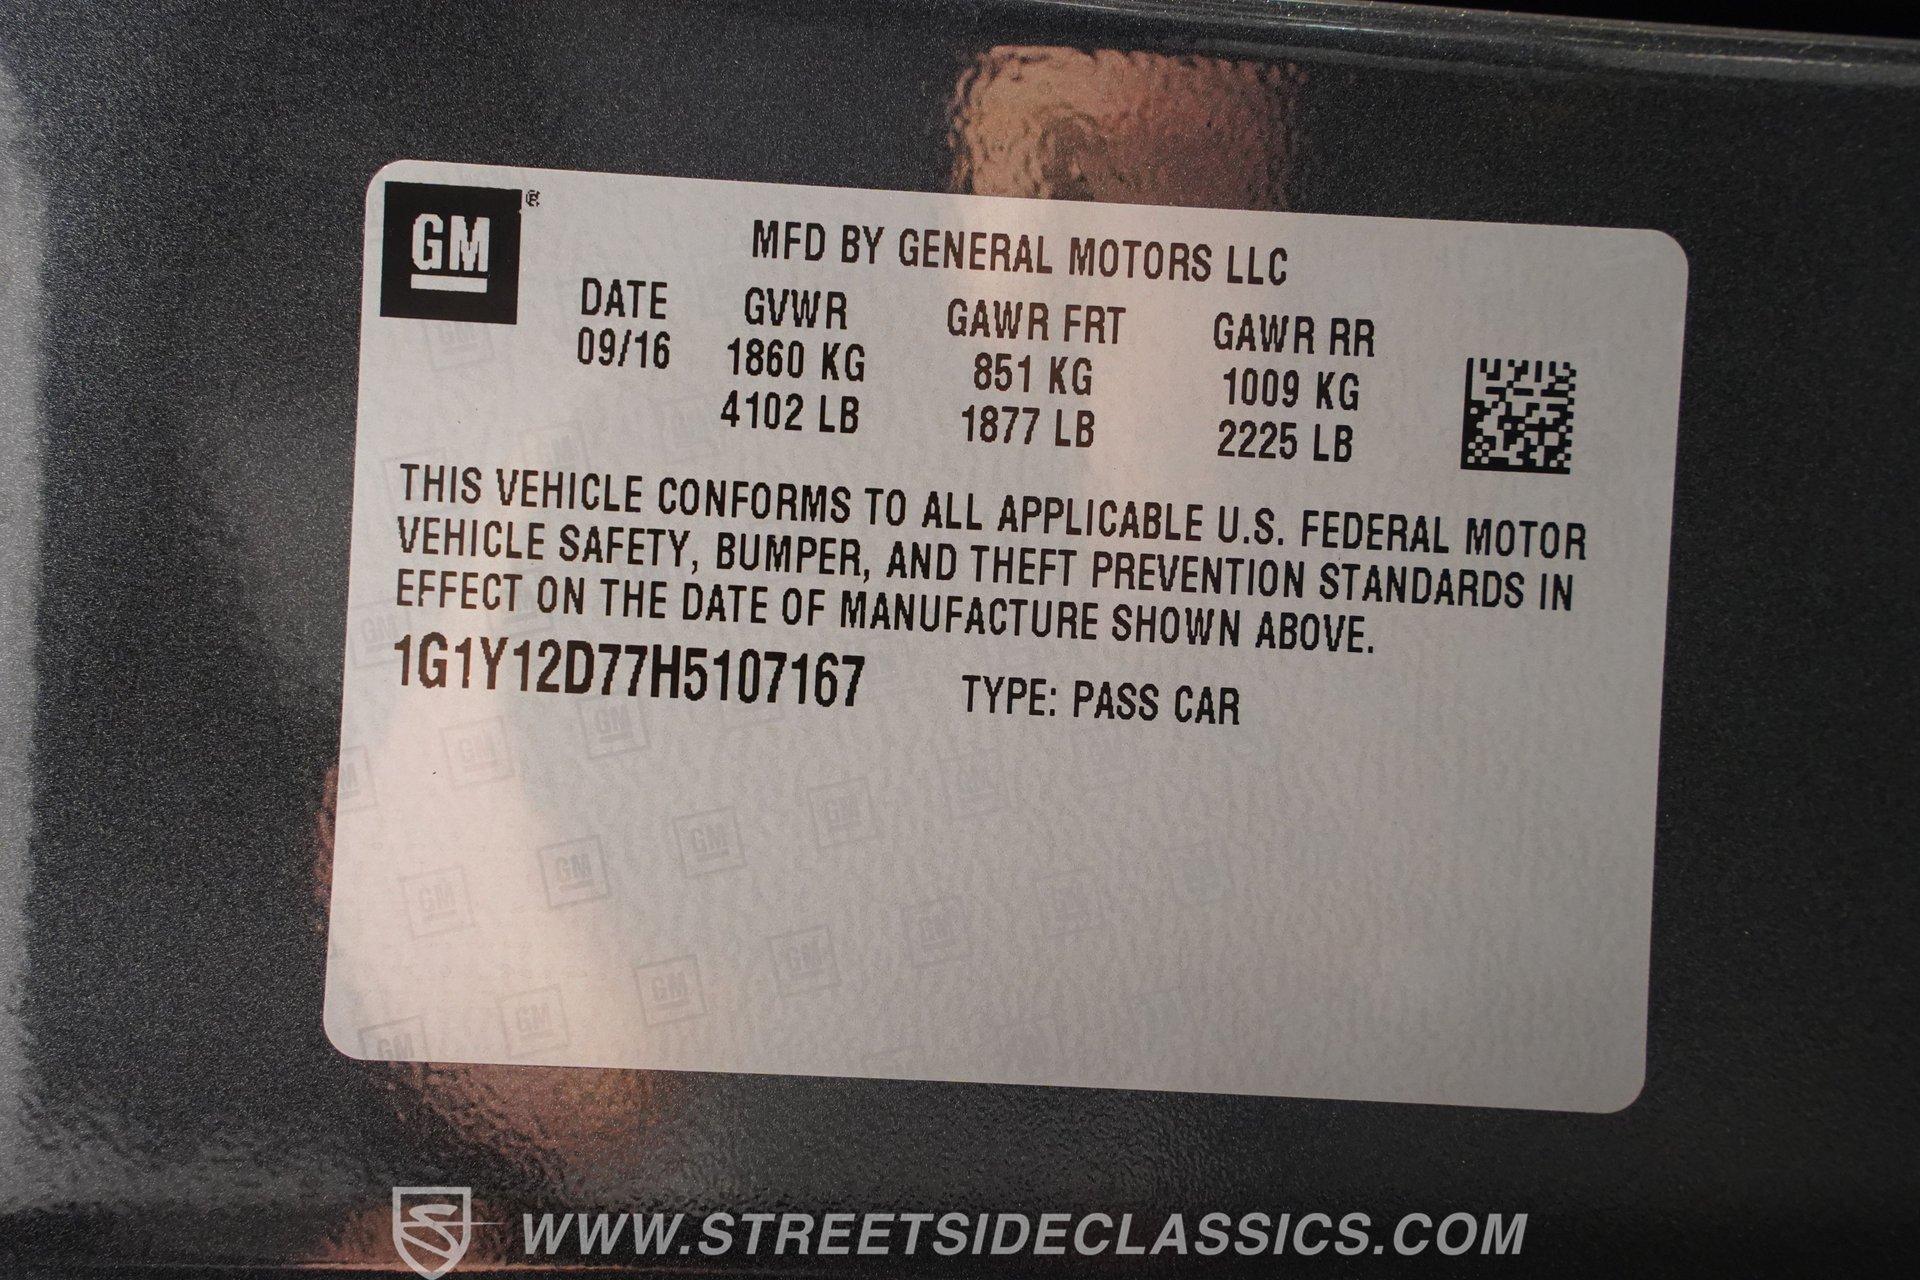 GM ®
MFD BY GENERAL MOTORS LLC
DATE GVWR GAWR FRT GAWR RR
09/16 1860 KG 851 KG 1009 KG
4102 LB 1877 LB 2225 LB
THIS VEHICLE CONFORMS TO ALL APPLICABLE U.S. FEDERAL MOTOR
VEHICLE SAFETY, BUMPER, AND THEFT PREVENTION STANDARDS IN
EFFECT ON THE DATE OF MANUFACTURE SHOWN ABOVE.
1G1Y12D77H5107167 TYPE: PASS CAR
WWW.STREETSIDECLASSICS.COM